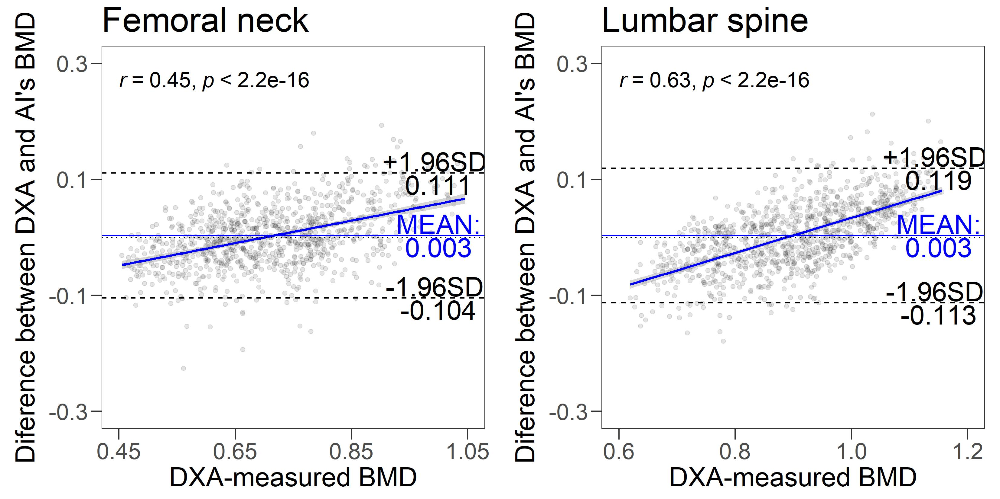 Femoral neck
Diference between DXA and AI's BMD
0.3
0.1
-0.1
-0.3
r = 0.45, p < 2.2e-16
+1.96SD
0.111
MEAN:
0.003
-1.96SD
-0.104
0.45 0.65 0.85 1.05
DXA-measured BMD
Lumbar spine
Diference between DXA and AI's BMD
0.3
0.1
-0.1
-0.3
r = 0.63, p < 2.2e-16
+1.96SD
0.119
MEAN:
0.003
-1.96SD
-0.113
0.6 0.8 1.0 1.2
DXA-measured BMD